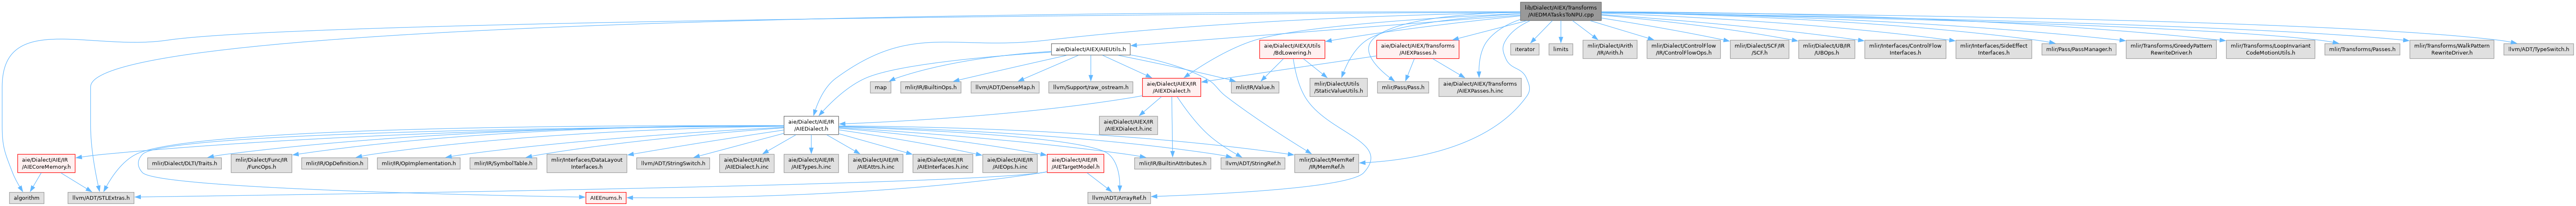 lib/Dialect/AIEX/Transforms
/AIEDMATasksToNPU.cpp
aie/Dialect/AIEX/AIEUtils.h
aie/Dialect/AIEX/Utils
/BdLowering.h
aie/Dialect/AIEX/Transforms
/AIEXPasses.h
iterator
limits
mlir/Dialect/Arith
/IR/Arith.h
mlir/Dialect/ControlFlow
/IR/ControlFlowOps.h
mlir/Dialect/SCF/IR
/SCF.h
mlir/Dialect/UB/IR
/UBOps.h
mlir/Interfaces/ControlFlow
Interfaces.h
mlir/Interfaces/SideEffect
Interfaces.h
mlir/Pass/PassManager.h
mlir/Transforms/GreedyPattern
RewriteDriver.h
mlir/Transforms/LoopInvariant
CodeMotionUtils.h
mlir/Transforms/Passes.h
mlir/Transforms/WalkPattern
RewriteDriver.h
llvm/ADT/TypeSwitch.h
map
mlir/IR/BuiltinOps.h
llvm/ADT/DenseMap.h
llvm/Support/raw_ostream.h
aie/Dialect/AIEX/IR
/AIEXDialect.h
mlir/IR/Value.h
mlir/Dialect/Utils
/StaticValueUtils.h
mlir/Pass/Pass.h
aie/Dialect/AIEX/Transforms
/AIEXPasses.h.inc
aie/Dialect/AIE/IR
/AIEDialect.h
aie/Dialect/AIEX/IR
/AIEXDialect.h.inc
aie/Dialect/AIE/IR
/AIECoreMemory.h
mlir/Dialect/DLTI/Traits.h
mlir/Dialect/Func/IR
/FuncOps.h
mlir/IR/OpDefinition.h
mlir/IR/OpImplementation.h
mlir/IR/SymbolTable.h
mlir/Interfaces/DataLayout
Interfaces.h
llvm/ADT/StringSwitch.h
aie/Dialect/AIE/IR
/AIEDialect.h.inc
aie/Dialect/AIE/IR
/AIETypes.h.inc
aie/Dialect/AIE/IR
/AIEAttrs.h.inc
aie/Dialect/AIE/IR
/AIEInterfaces.h.inc
aie/Dialect/AIE/IR
/AIEOps.h.inc
aie/Dialect/AIE/IR
/AIETargetModel.h
mlir/IR/BuiltinAttributes.h
llvm/ADT/StringRef.h
mlir/Dialect/MemRef
/IR/MemRef.h
algorithm
llvm/ADT/STLExtras.h
AIEEnums.h
llvm/ADT/ArrayRef.h